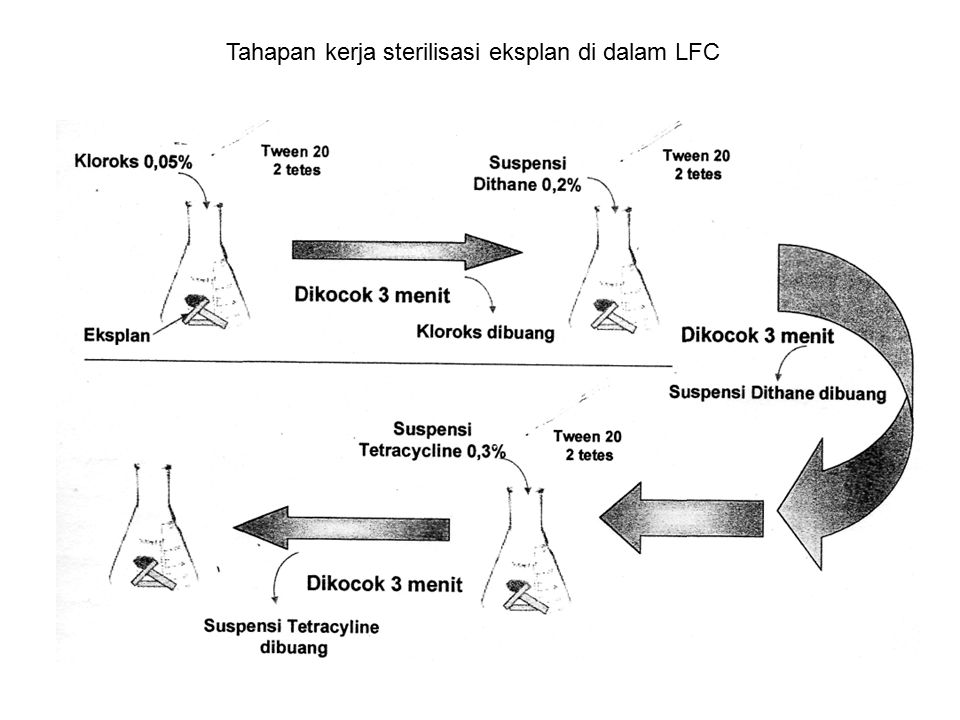 Tahapan kerja sterilisasi eksplan di dalam LFC
Kloroks 0,05%
Tween 20
2 tetes
Suspensi
Dithane 0,2%
Tween 20
2 tetes
Dikocok 3 menit
Kloroks dibuang
Eksplan
Dikocok 3 menit
Suspensi Dithane dibuang
Suspensi
Tetracycline 0,3%
Tween 20
2 tetes
Dikocok 3 menit
Suspensi Tetracyline
dibuang